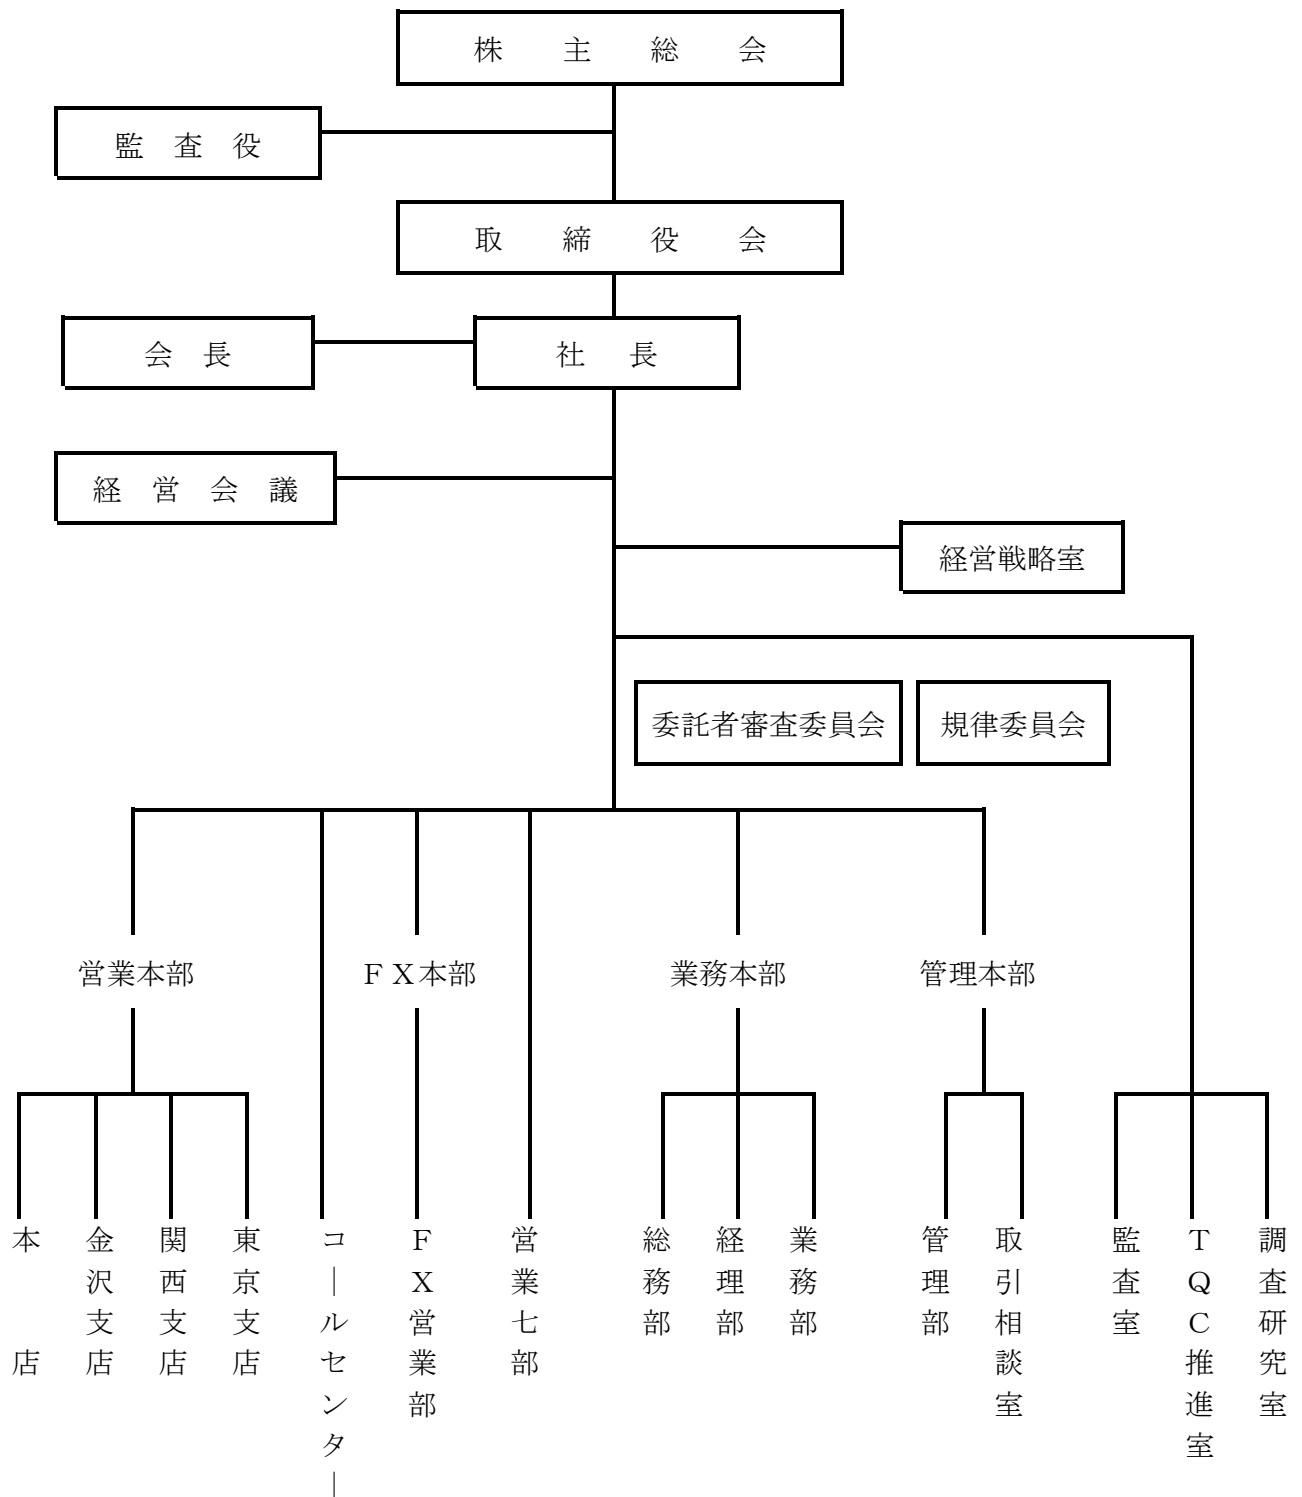 株主総会
監査役
取締役会
会長
社長
経営会議
経営戦略室
委託者審査委員会
規律委員会
営業本部
ＦＸ本部
業務本部
管理本部
本店
金沢支店
関西支店
東京支店
コールセンター
ＦＸ営業部
営業七部
総務部
経理部
業務部
管理部
取引相談室
監査室
ＴＱＣ推進室
調査研究室